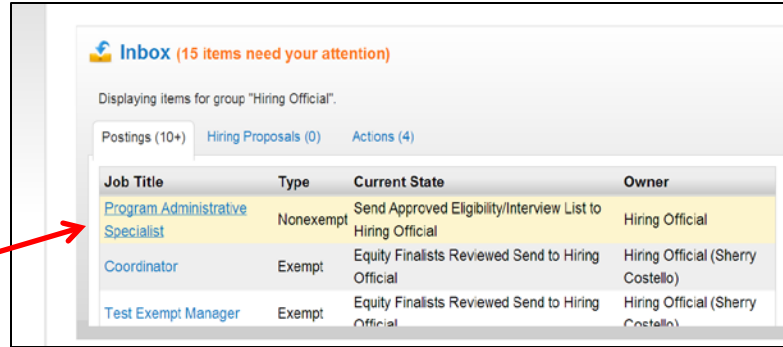 Inbox (15 items need your attention)
Displaying items for group "Hiring Official".
Postings (10+) Hiring Proposals (0) Actions (4)
Job Title Type Current State Owner
Program Administrative Specialist Nonexempt Send Approved Eligibility/Interview List to Hiring Official Hiring Official
Coordinator Exempt Equity Finalists Reviewed Send to Hiring Official Hiring Official (Sherry Costello)
Test Exempt Manager Exempt Equity Finalists Reviewed Send to Hiring Official Hiring Official (Sherry Costello)